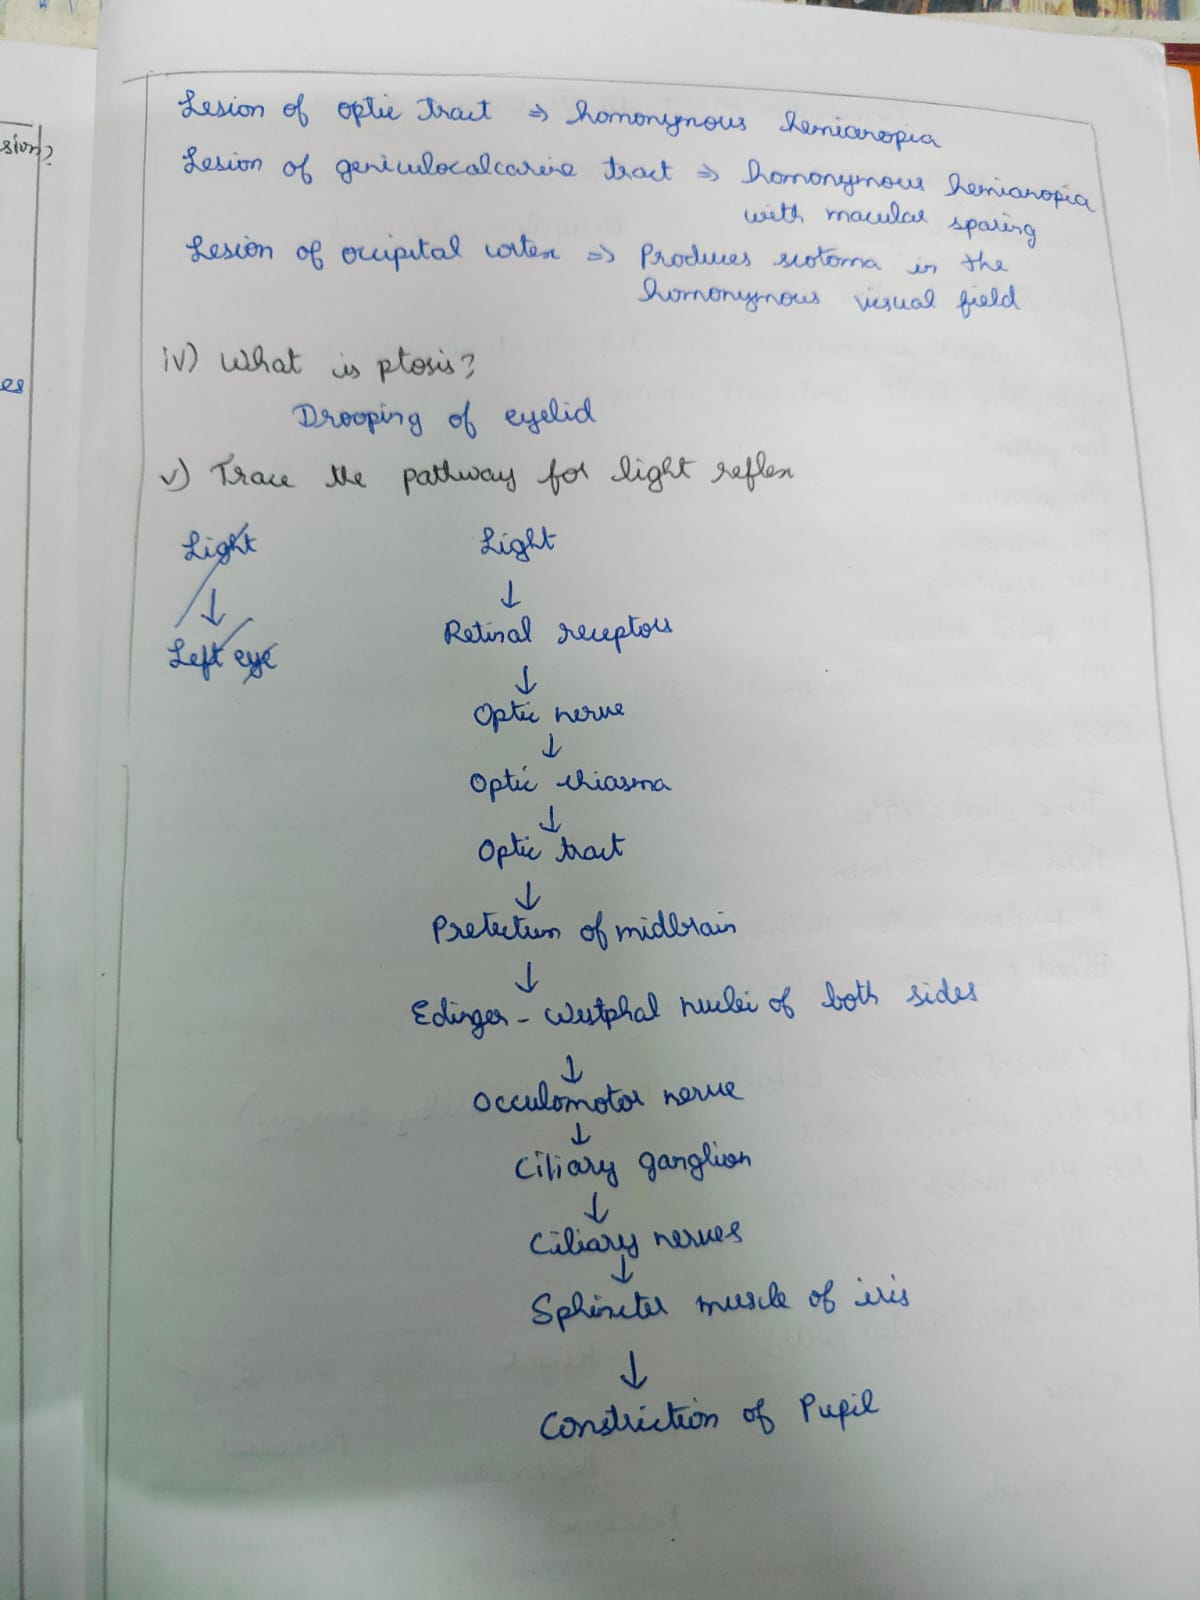 sion?
es
Lesion of optic tract ⇒ homonymous hemianopia
Lesion of geniculocalcarine tract ⇒ homonymous hemianopia
with macular sparing
Lesion of occipital cortex ⇒ Produces scotoma in the
homonymous visual field
iv) What is ptosis?
Drooping of eyelid
v) Trace the pathway for light reflex
Light
↓
Left eye
Light
↓
Retinal receptors
↓
Optic nerve
↓
Optic chiasma
↓
Optic tract
↓
Pretectum of midbrain
↓
Edinger - Westphal nuclei of both sides
↓
Occulomotor nerve
↓
Ciliary ganglion
↓
Ciliary nerves
↓
Sphincter muscle of iris
↓
Constriction of Pupil